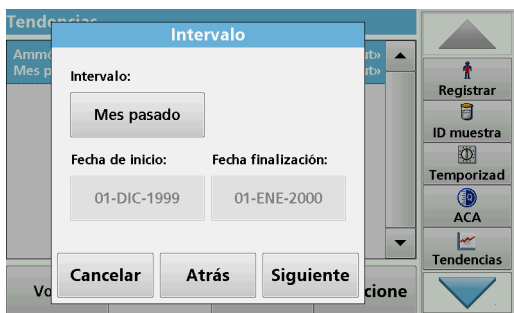 Tendencias
Intervalo
Ammó
ut»
Mes p
ut»
Intervalo:
Mes pasado
Fecha de inicio:
Fecha finalización:
01-DIC-1999
01-ENE-2000
Cancelar
Atrás
Siguiente
Vo
cione
Registrar
ID muestra
Temporizad
ACA
Tendencias